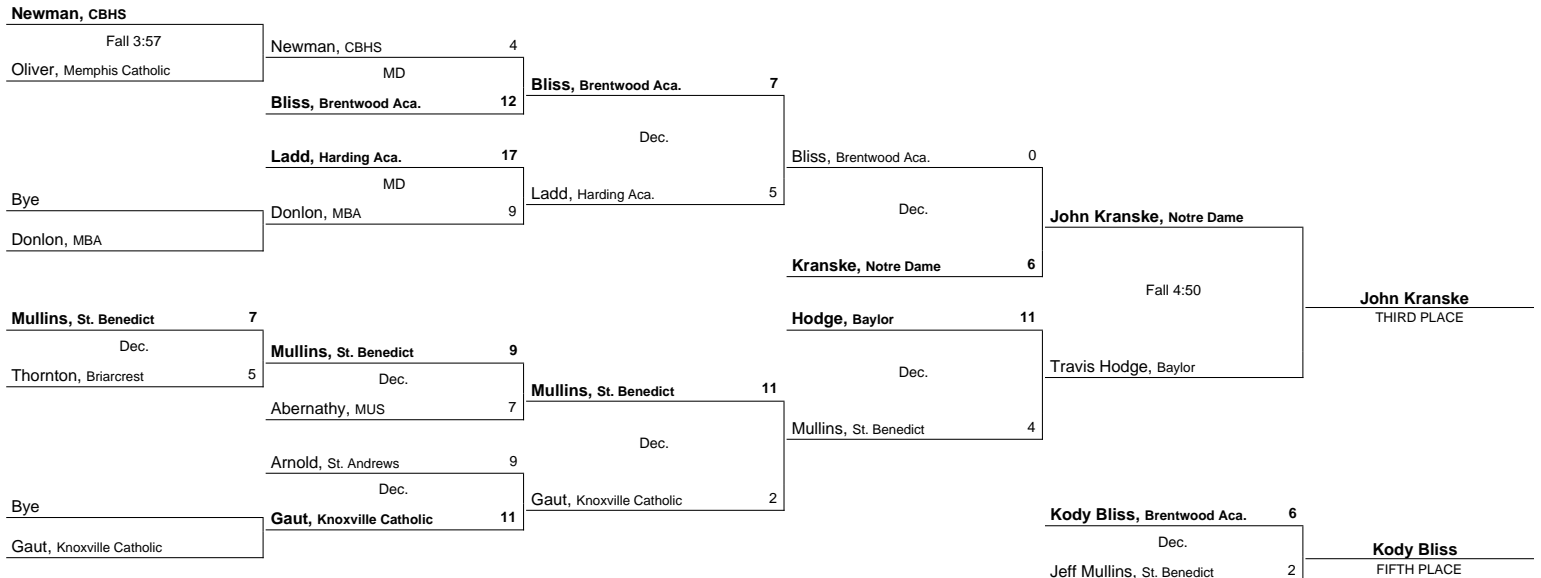 Newman, CBHS
Fall 3:57
Oliver, Memphis Catholic
Bye
Donlon, MBA
Mullins, St. Benedict 7
Dec.
Thornton, Briarcrest 5
Bye
Gaut, Knoxville Catholic
Newman, CBHS 4
MD
Bliss, Brentwood Aca. 12
Ladd, Harding Aca. 17
MD
Donlon, MBA 9
Mullins, St. Benedict 9
Dec.
Abernathy, MUS 7
Arnold, St. Andrews 9
Dec.
Gaut, Knoxville Catholic 11
Bliss, Brentwood Aca. 7
Dec.
Ladd, Harding Aca. 5
Mullins, St. Benedict 11
Dec.
Gaut, Knoxville Catholic 2
Bliss, Brentwood Aca. 0
Dec.
Kranske, Notre Dame 6
Hodge, Baylor 11
Dec.
Mullins, St. Benedict 4
John Kranske, Notre Dame
Fall 4:50
Travis Hodge, Baylor
John Kranske
THIRD PLACE
Kody Bliss, Brentwood Aca. 6
Dec.
Jeff Mullins, St. Benedict 2
Kody Bliss
FIFTH PLACE